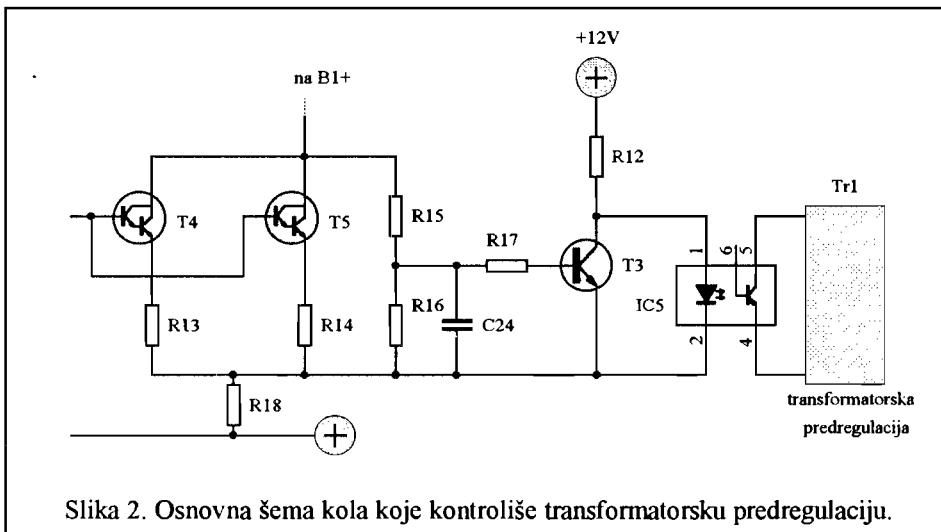 +12V
na B1+
R12
Tr1
T4
T5
R15
R17
T3
6
1
5
IC5
R13
R14
R16
C24
2
4
R18
transformatorska
predregulacija
Slika 2. Osnovna šema kola koje kontroliše transformatorsku predregulaciju.